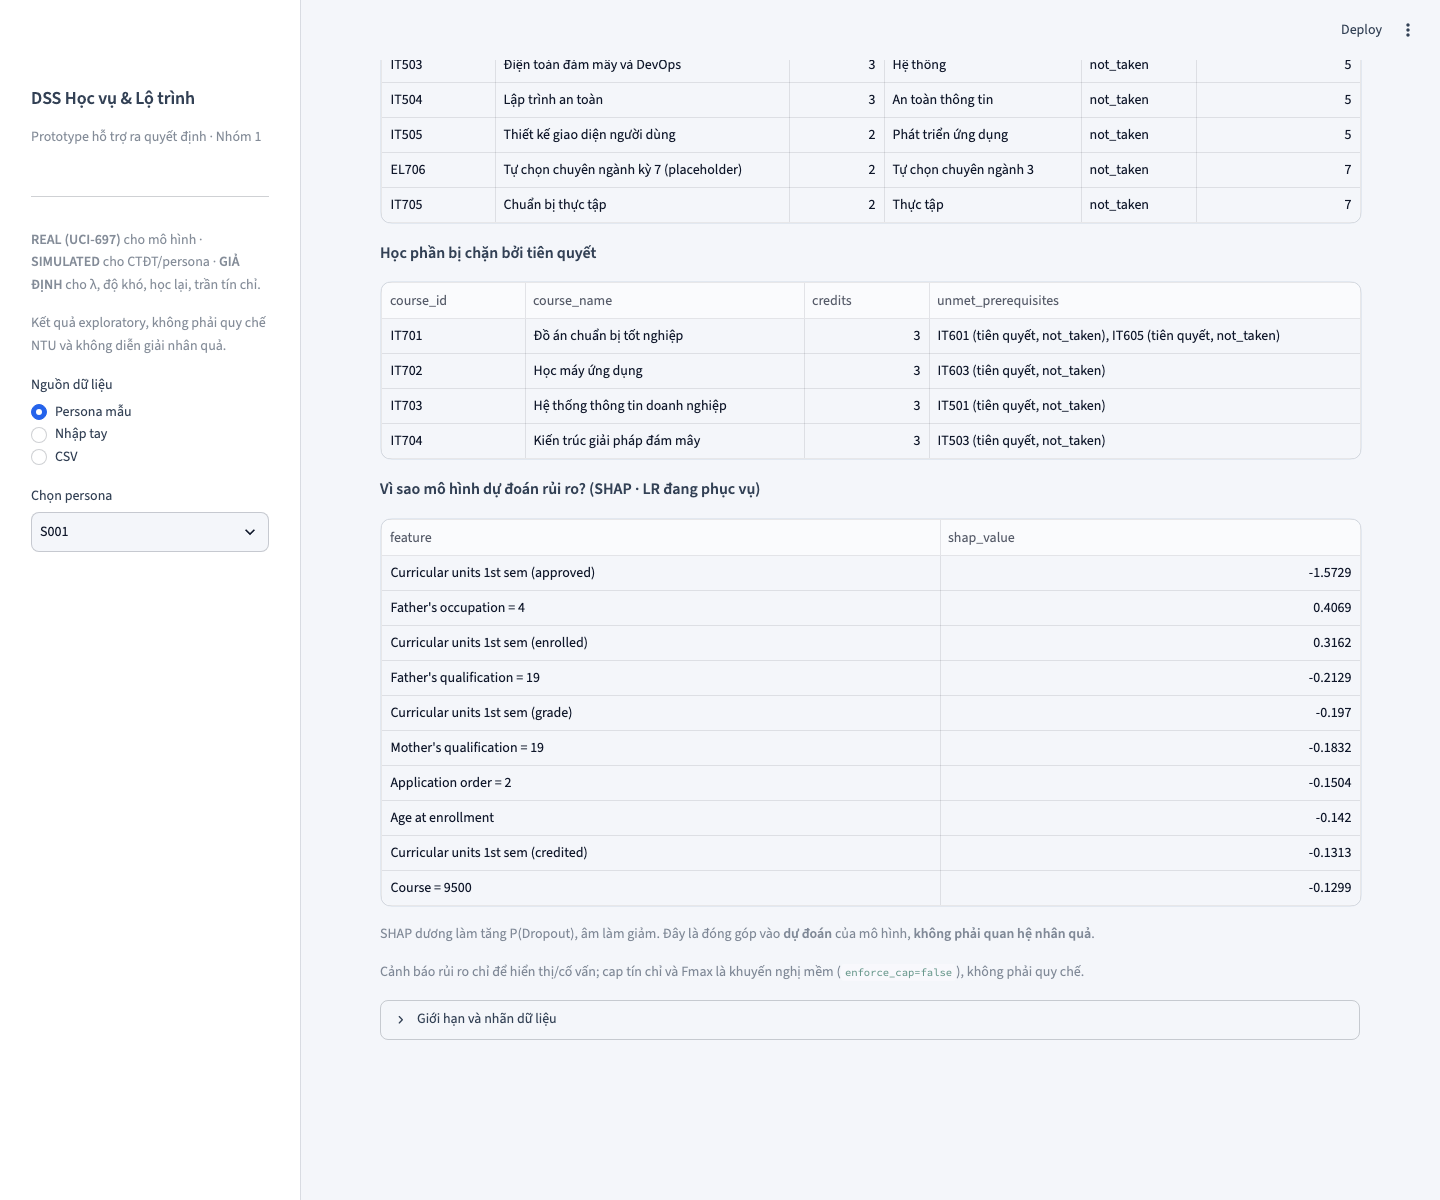 Deploy
DSS Học vụ & Lộ trình
Prototype hỗ trợ ra quyết định · Nhóm 1
REAL (UCI-697) cho mô hình ·
SIMULATED cho CTĐT/persona · GIẢ
ĐỊNH cho λ, độ khó, học lại, trần tín chỉ.
Kết quả exploratory, không phải quy chế
NTU và không diễn giải nhân quả.
Nguồn dữ liệu
Persona mẫu
Nhập tay
CSV
Chọn persona
S001
IT503 Điện toán đám mây và DevOps 3 Hệ thống not_taken 5
IT504 Lập trình an toàn 3 An toàn thông tin not_taken 5
IT505 Thiết kế giao diện người dùng 2 Phát triển ứng dụng not_taken 5
EL706 Tự chọn chuyên ngành kỳ 7 (placeholder) 2 Tự chọn chuyên ngành 3 not_taken 7
IT705 Chuẩn bị thực tập 2 Thực tập not_taken 7
Học phần bị chặn bởi tiên quyết
course_id course_name credits unmet_prerequisites
IT701 Đồ án chuẩn bị tốt nghiệp 3 IT601 (tiên quyết, not_taken), IT605 (tiên quyết, not_taken)
IT702 Học máy ứng dụng 3 IT603 (tiên quyết, not_taken)
IT703 Hệ thống thông tin doanh nghiệp 3 IT501 (tiên quyết, not_taken)
IT704 Kiến trúc giải pháp đám mây 3 IT503 (tiên quyết, not_taken)
Vì sao mô hình dự đoán rủi ro? (SHAP · LR đang phục vụ)
feature shap_value
Curricular units 1st sem (approved) -1.5729
Father's occupation = 4 0.4069
Curricular units 1st sem (enrolled) 0.3162
Father's qualification = 19 -0.2129
Curricular units 1st sem (grade) -0.197
Mother's qualification = 19 -0.1832
Application order = 2 -0.1504
Age at enrollment -0.142
Curricular units 1st sem (credited) -0.1313
Course = 9500 -0.1299
SHAP dương làm tăng P(Dropout), âm làm giảm. Đây là đóng góp vào dự đoán của mô hình, không phải quan hệ nhân quả.
Cảnh báo rủi ro chỉ để hiển thị/cố vấn; cap tín chỉ và Fmax là khuyến nghị mềm ( enforce_cap=false ), không phải quy chế.
Giới hạn và nhãn dữ liệu